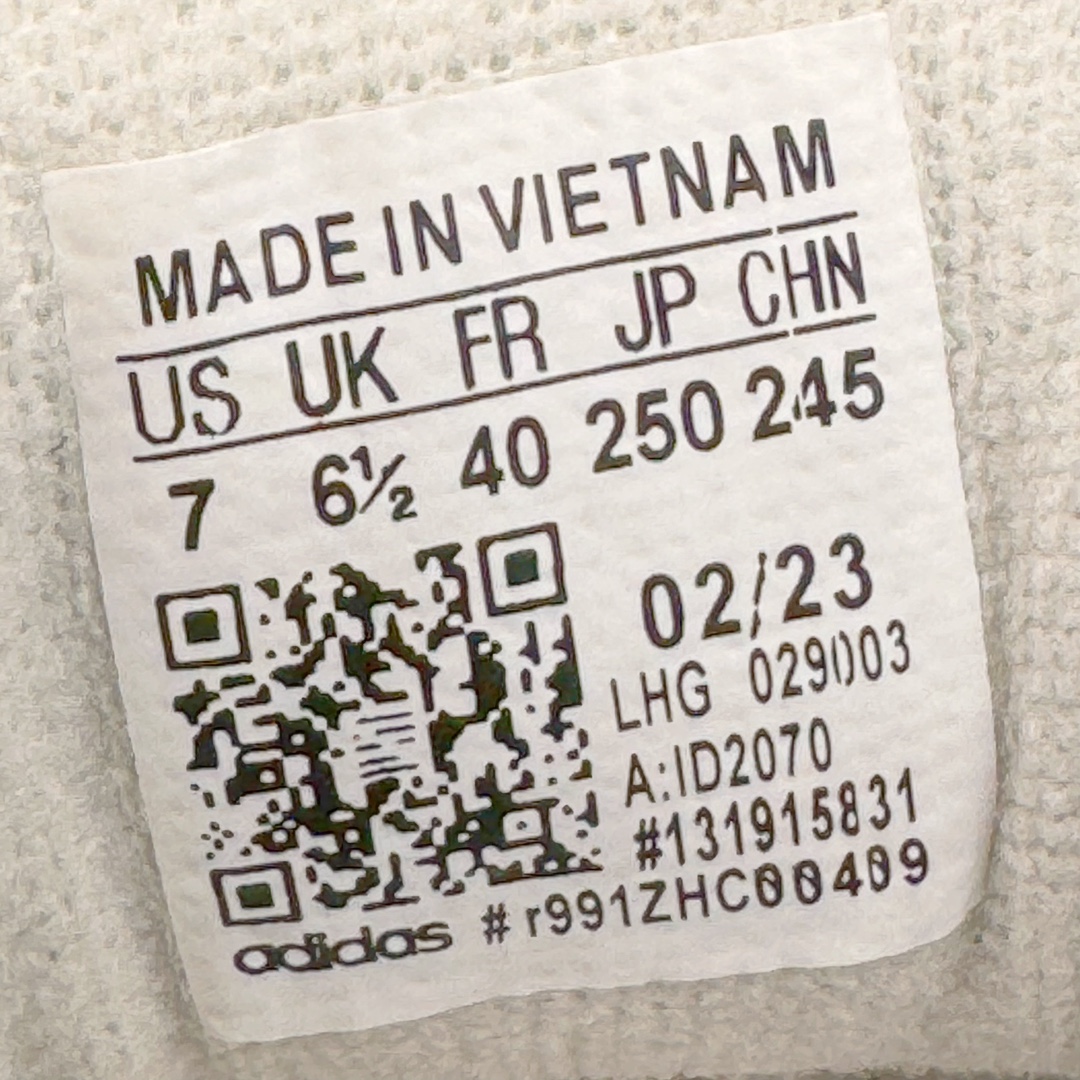 MADE IN VIETNAM
US UK FR JP CHN
7 6½ 40 250 245
02/23
LHG 029003
A:ID2070
#131915831
adidas #r991ZHC00409